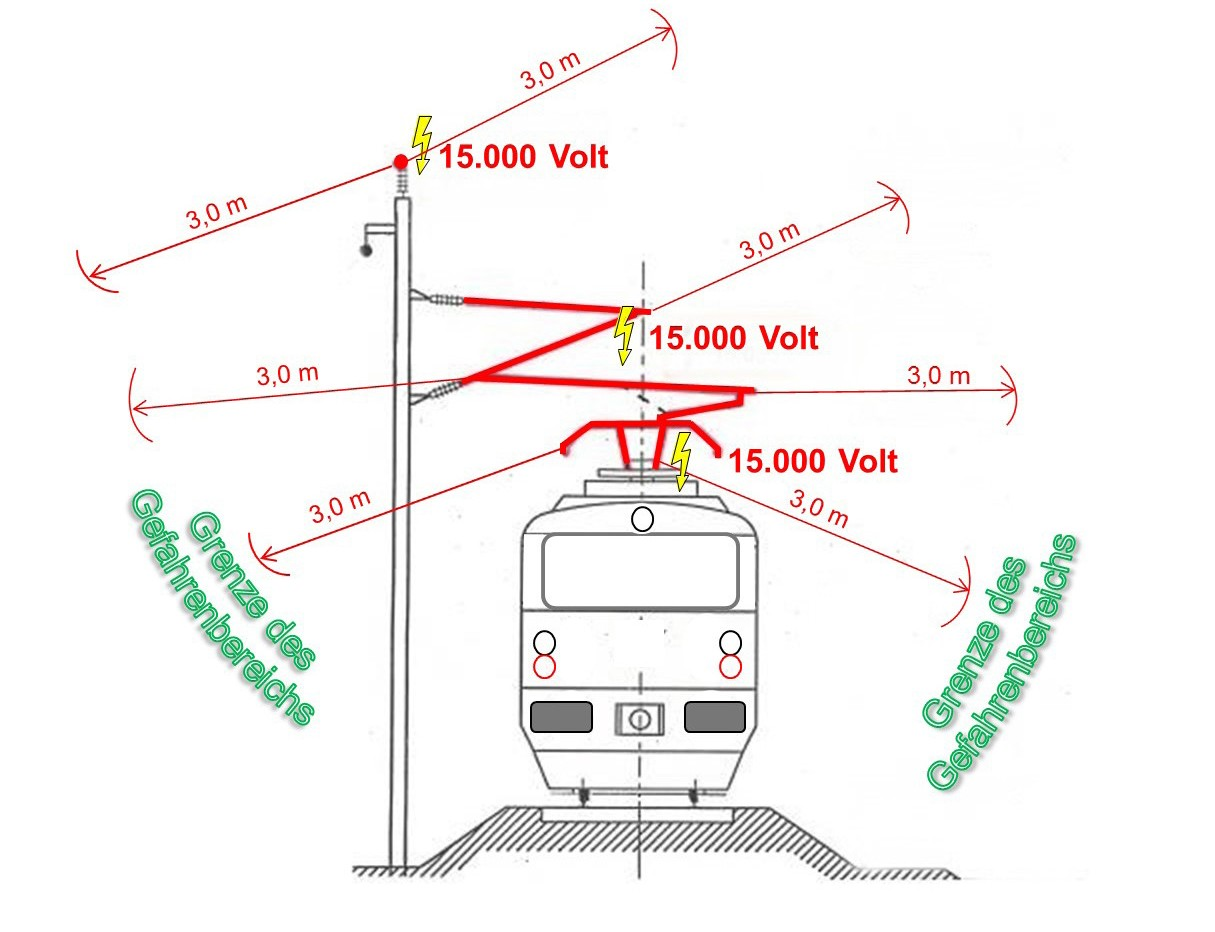 3,0 m
15.000 Volt
3,0 m
3,0 m
15.000 Volt
3,0 m
3,0 m
15.000 Volt
3,0 m
3,0 m
Grenze des
Gefahrenbereichs
Grenze des
Gefahrenbereichs